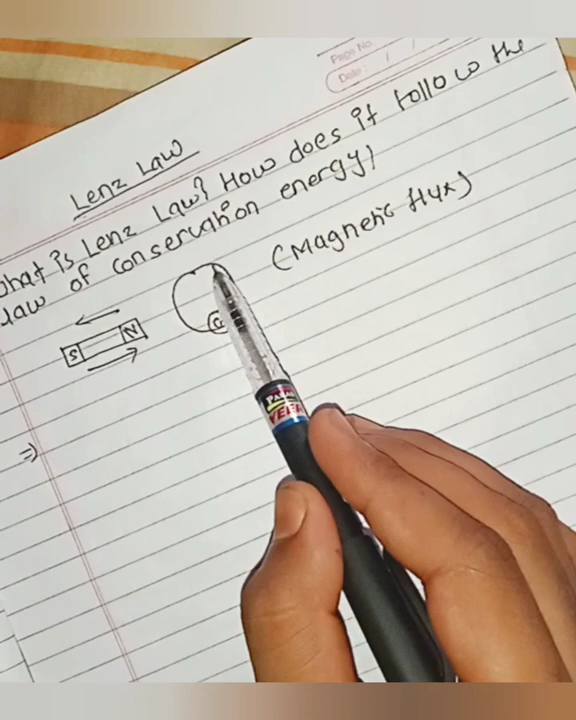 Page No.
Date: / /
Lenz Law
What is Lenz Law? How does it follow the
law of conservation energy)
(Magnetic flux)
S N
G
=>